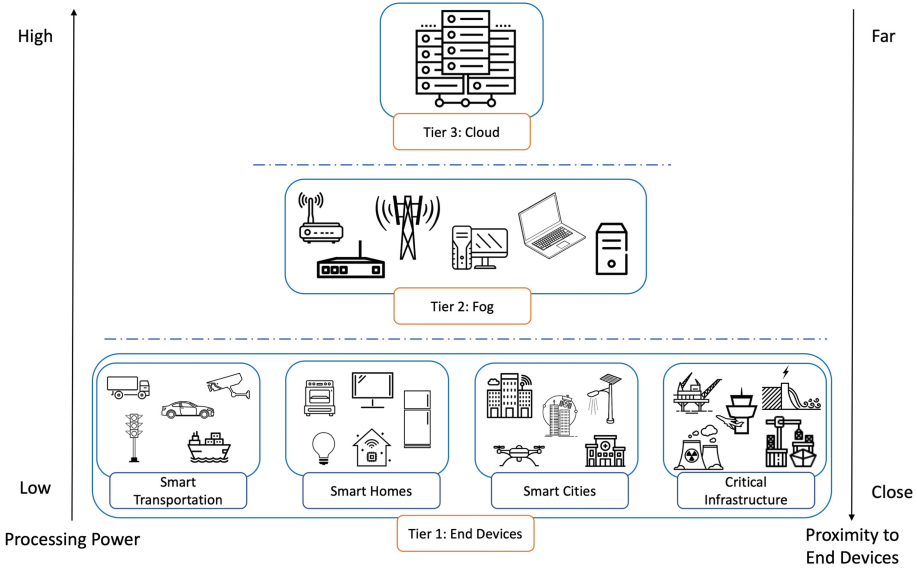 High
Far
Tier 3: Cloud
Tier 2: Fog
Smart
Transportation
Smart Homes
Smart Cities
Critical
Infrastructure
Low
Close
Tier 1: End Devices
Processing Power
Proximity to
End Devices